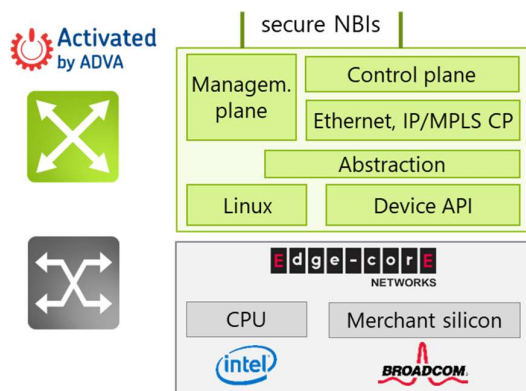 secure NBIs
Activated
by ADVA
Managem.
plane
Control plane
Ethernet, IP/MPLS CP
Abstraction
Linux
Device API
Edge-corE
NETWORKS
CPU
Merchant silicon
intel
BROADCOM